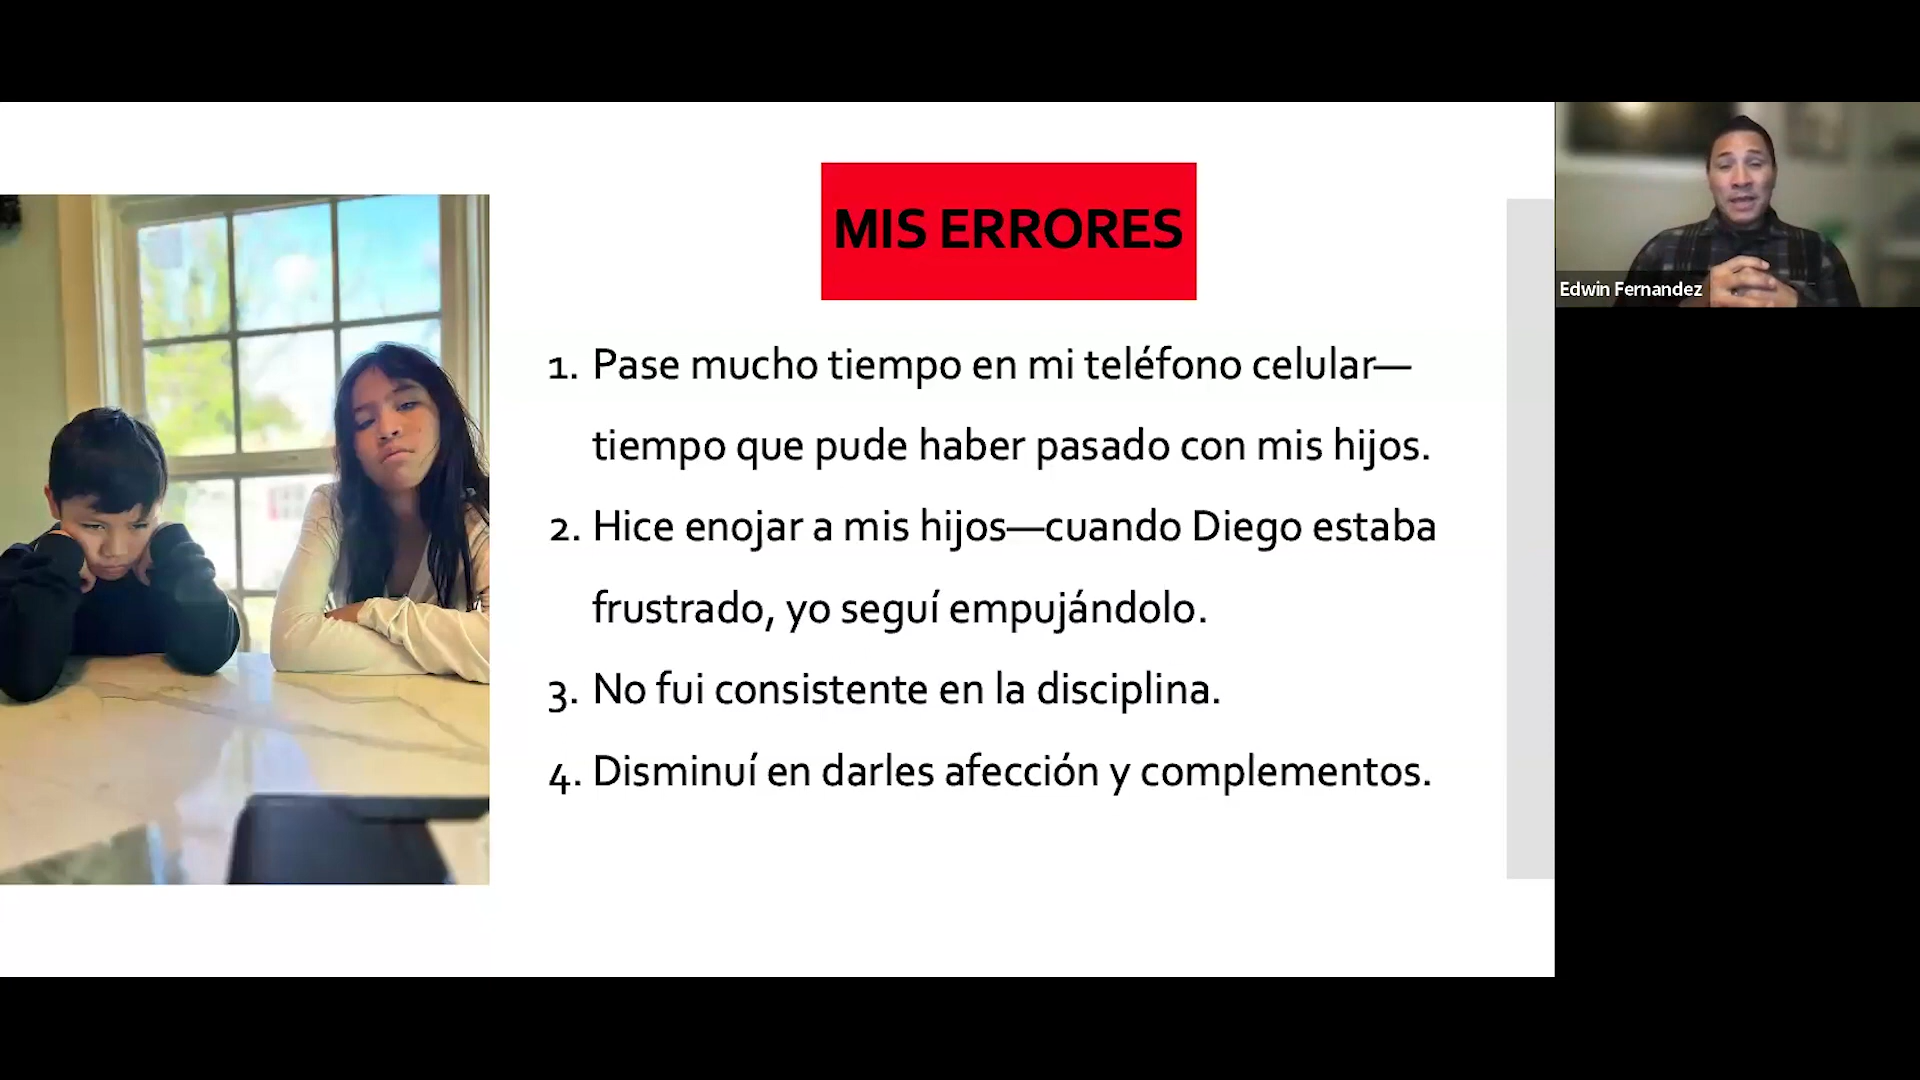 MIS ERRORES
1. Pase mucho tiempo en mi teléfono celular—
tiempo que pude haber pasado con mis hijos.
2. Hice enojar a mis hijos—cuando Diego estaba
frustrado, yo seguí empujándolo.
3. No fui consistente en la disciplina.
4. Disminuí en darles afección y complementos.
Edwin Fernandez